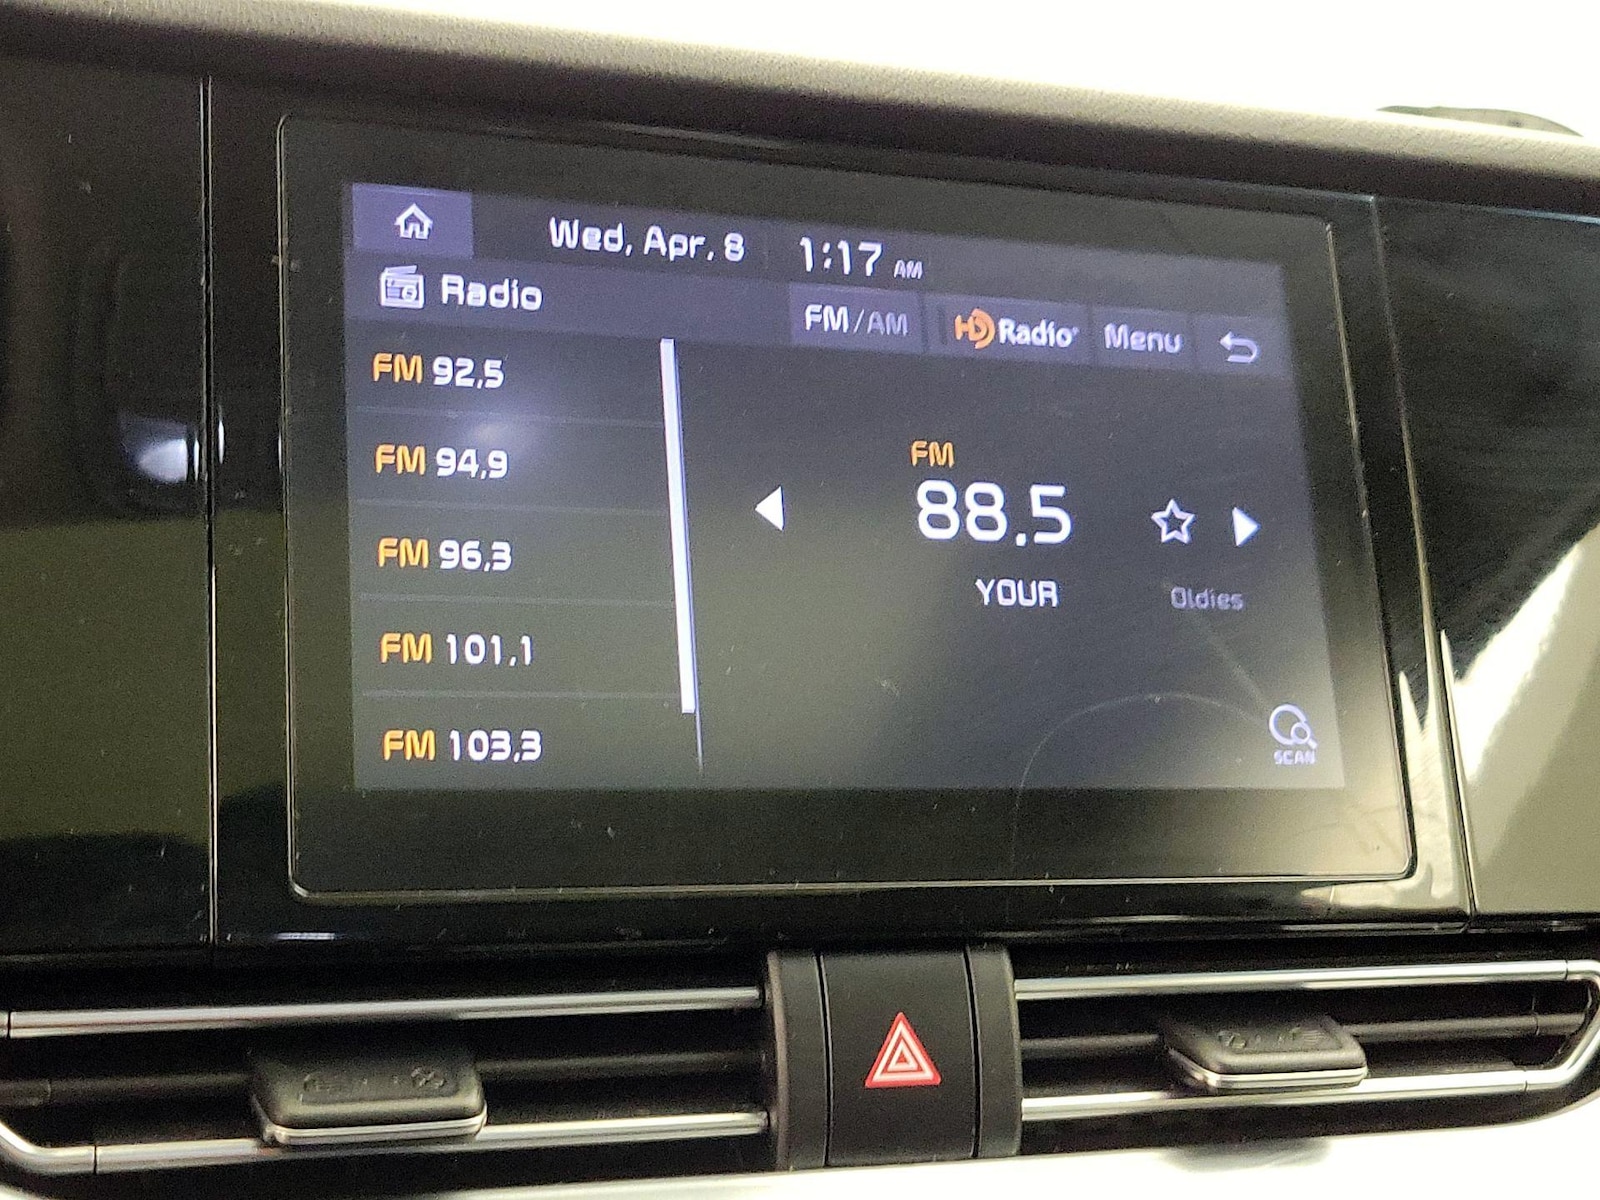 Wed, Apr. 8 1:17 AM
Radio
FM/AM HD Radio® Menu
FM 92.5
FM 94.9
FM 96.3
FM 101.1
FM 103.3
FM
88.5
YOUR
Oldies
SCAN